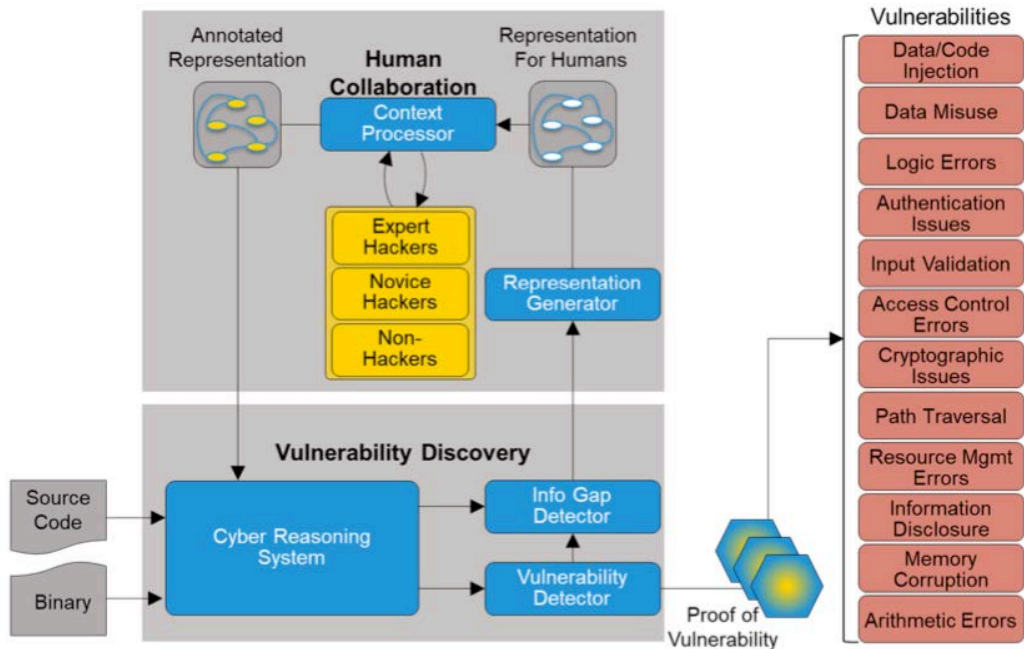 Annotated
Representation
Human
Collaboration
Representation
For Humans
Context
Processor
Expert
Hackers
Novice
Hackers
Non-
Hackers
Representation
Generator
Vulnerability Discovery
Source
Code
Binary
Cyber Reasoning
System
Info Gap
Detector
Vulnerability
Detector
Proof of
Vulnerability
Vulnerabilities
Data/Code
Injection
Data Misuse
Logic Errors
Authentication
Issues
Input Validation
Access Control
Errors
Cryptographic
Issues
Path Traversal
Resource Mgmt
Errors
Information
Disclosure
Memory
Corruption
Arithmetic Errors